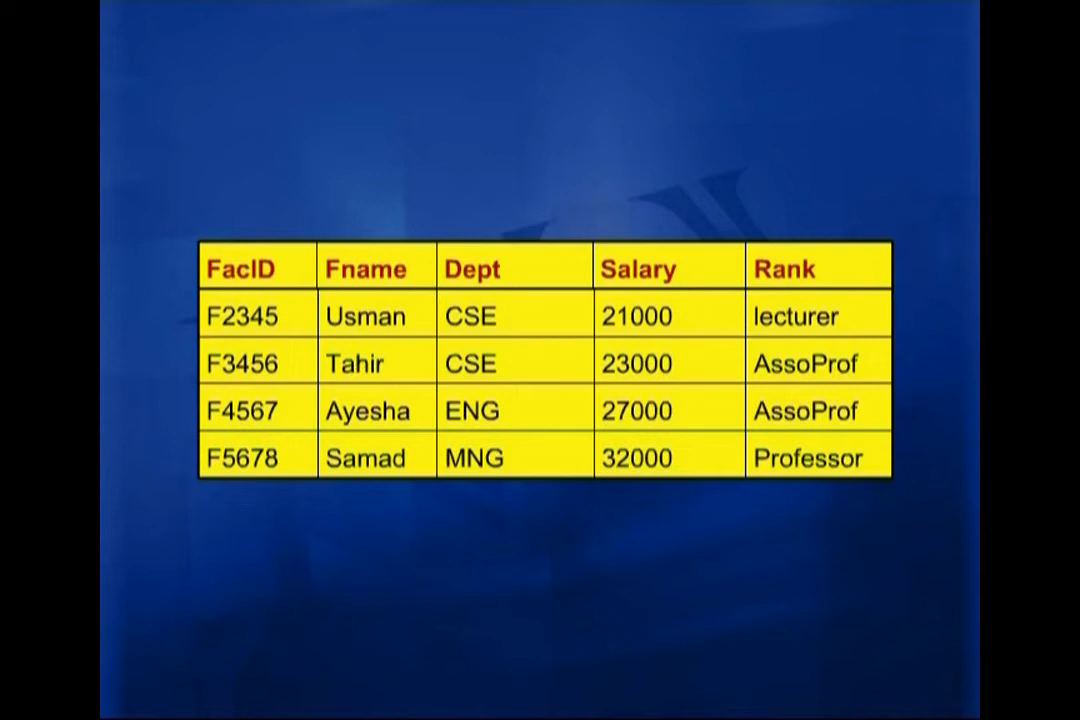 FacID Fname Dept Salary Rank
F2345 Usman CSE 21000 lecturer
F3456 Tahir CSE 23000 AssoProf
F4567 Ayesha ENG 27000 AssoProf
F5678 Samad MNG 32000 Professor